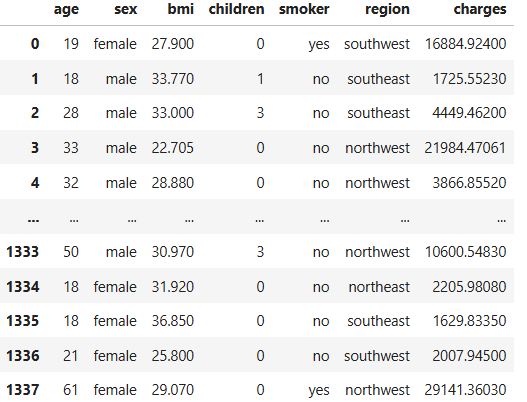 age sex bmi children smoker region charges
0 19 female 27.900 0 yes southwest 16884.92400
1 18 male 33.770 1 no southeast 1725.55230
2 28 male 33.000 3 no southeast 4449.46200
3 33 male 22.705 0 no northwest 21984.47061
4 32 male 28.880 0 no northwest 3866.85520
... ... ... ... ... ... ... ...
1333 50 male 30.970 3 no northwest 10600.54830
1334 18 female 31.920 0 no northeast 2205.98080
1335 18 female 36.850 0 no southeast 1629.83350
1336 21 female 25.800 0 no southwest 2007.94500
1337 61 female 29.070 0 yes northwest 29141.36030